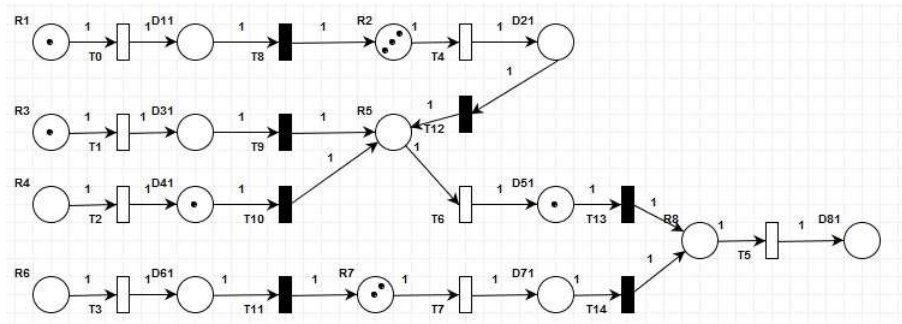 R1 1 1 D11 1 1 R2 1 1 D21
T0 T8 T4
1
R3 1 1 D31 1 1 R5 1
T1 T9 T12
1
R4 1 1 D41 1 1 1 D51 1
T2 T10 T6 T13 1 R8 1 1 D81
T5
R6 1 1 D61 1 1 R7 1 1 D71 1 1
T3 T11 T7 T14